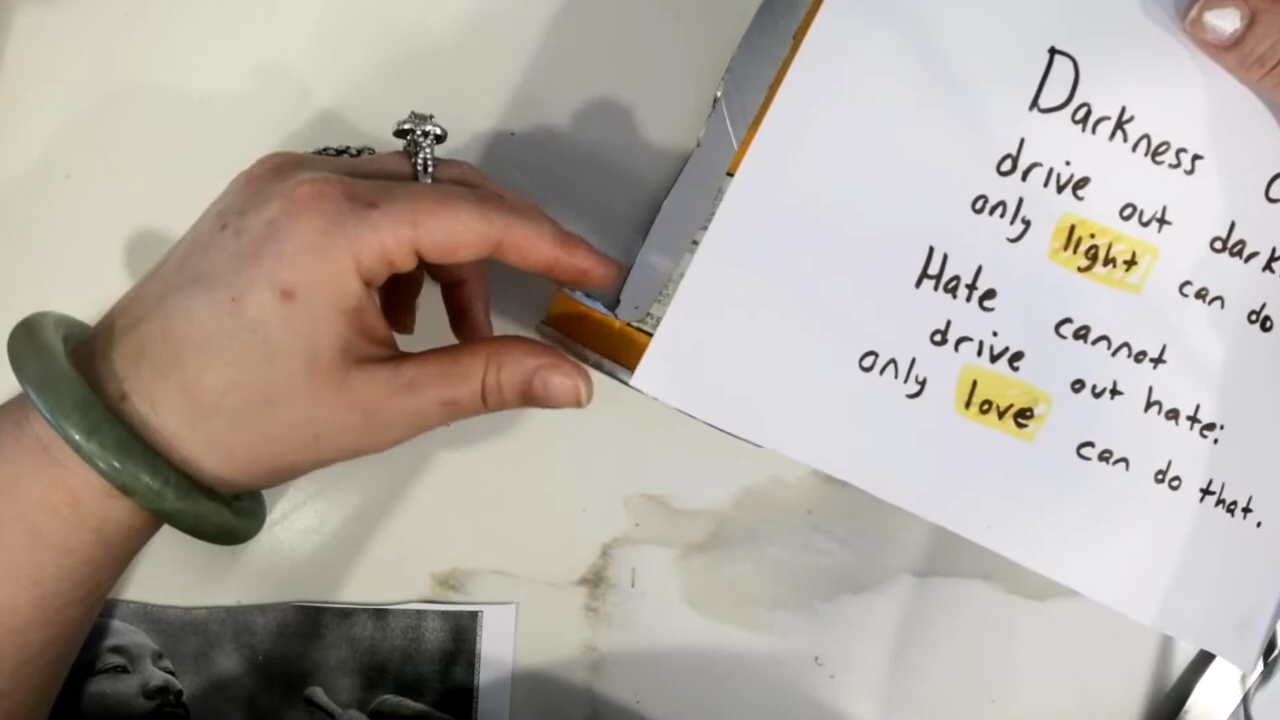 Darkness
drive out dark
only light can do
Hate cannot
drive out hate:
only love can do that.